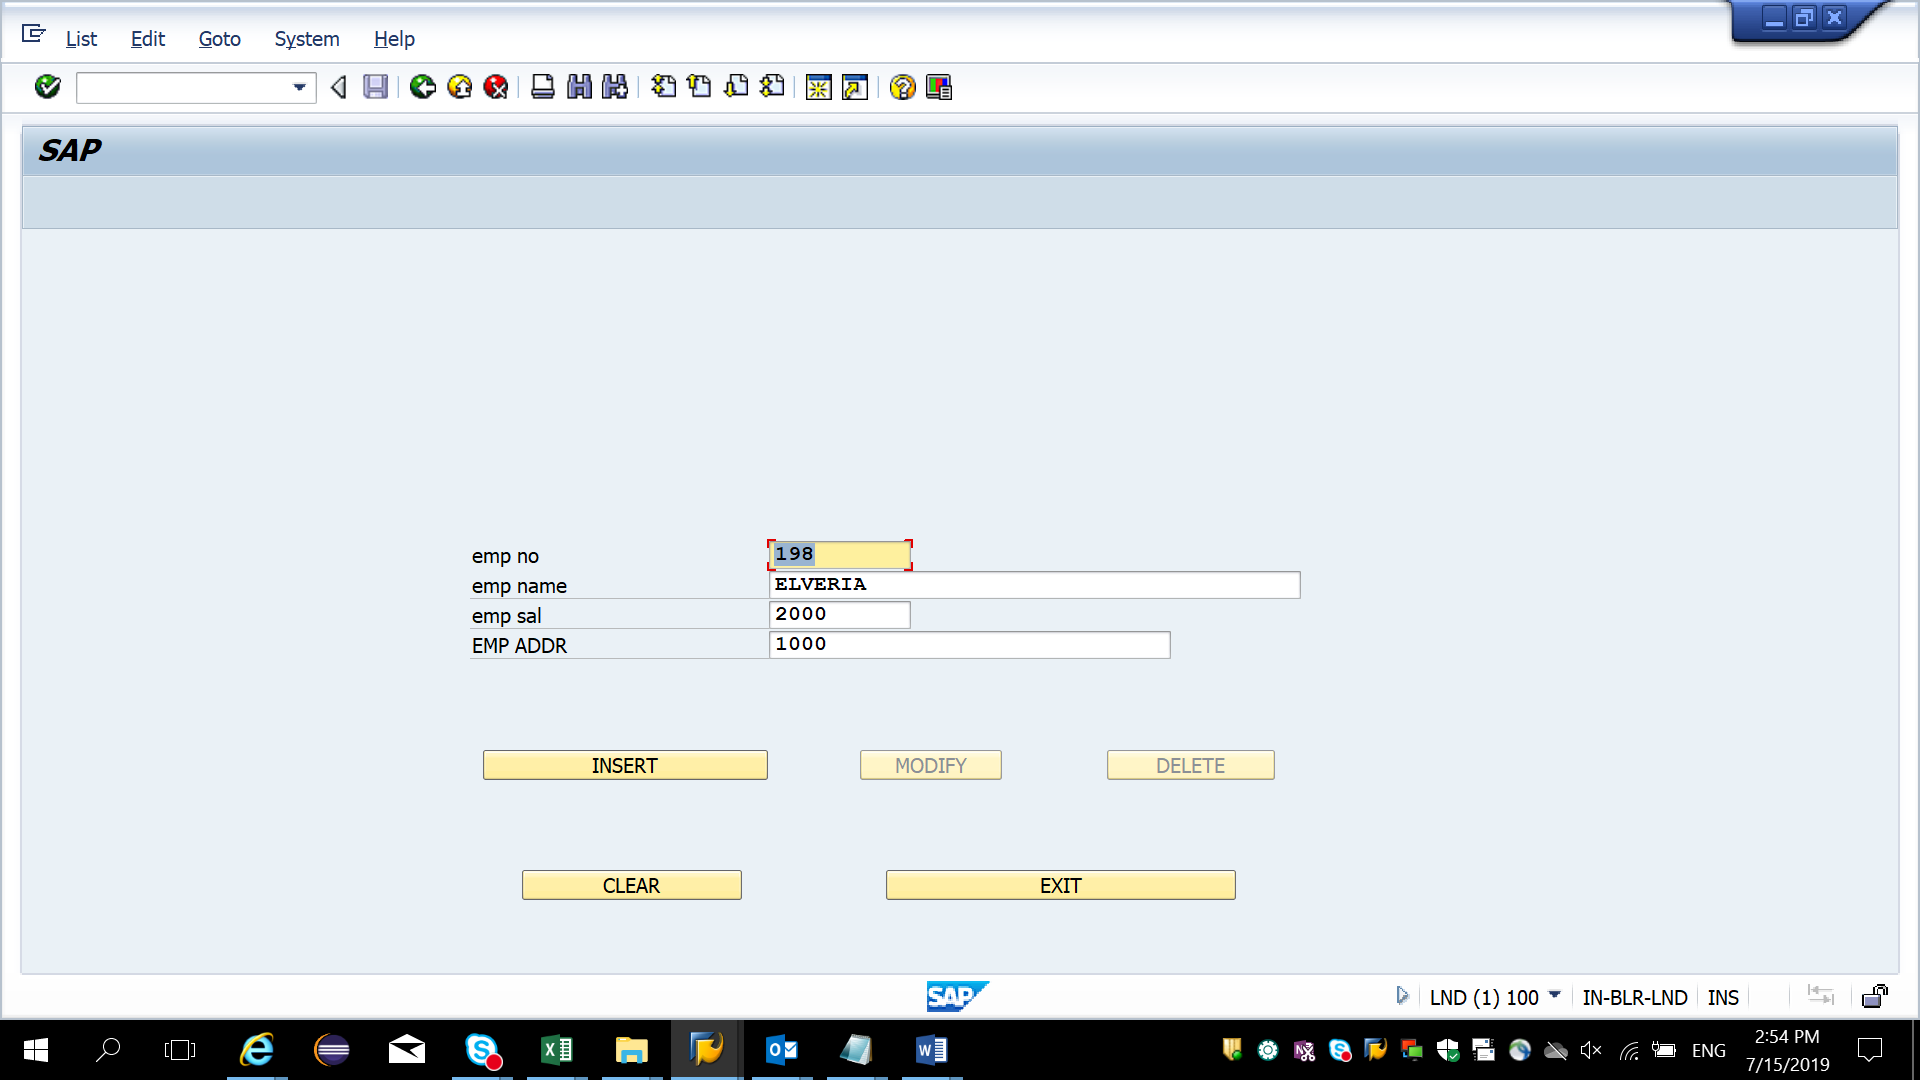 List Edit Goto System Help
SAP
emp no 198
emp name ELVERIA
emp sal 2000
EMP ADDR 1000
INSERT MODIFY DELETE
CLEAR EXIT
SAP LND (1) 100 IN-BLR-LND INS
ENG 2:54 PM
7/15/2019